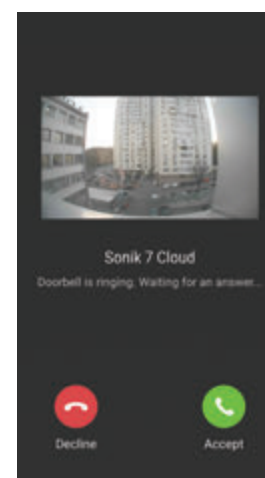 Sonik 7 Cloud
Doorbell is ringing. Waiting for an answer...
Decline
Accept